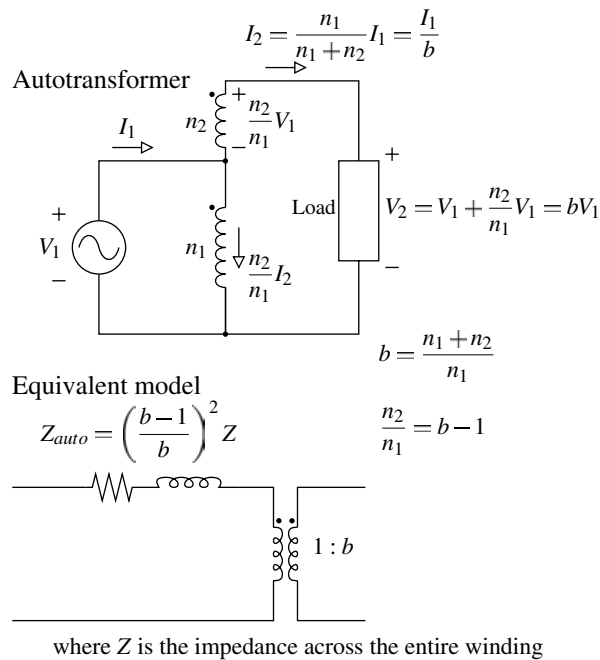 I₂ = n₁/(n₁+n₂) I₁ = I₁/b
Autotransformer
+
n₂
n₂/n₁ V₁
−
I₁
+
V₁
−
n₁
n₂/n₁ I₂
Load
+
V₂ = V₁ + n₂/n₁ V₁ = bV₁
−
b = (n₁+n₂)/n₁
n₂/n₁ = b−1
Equivalent model
Z_auto = ((b−1)/b)² Z
1 : b
where Z is the impedance across the entire winding